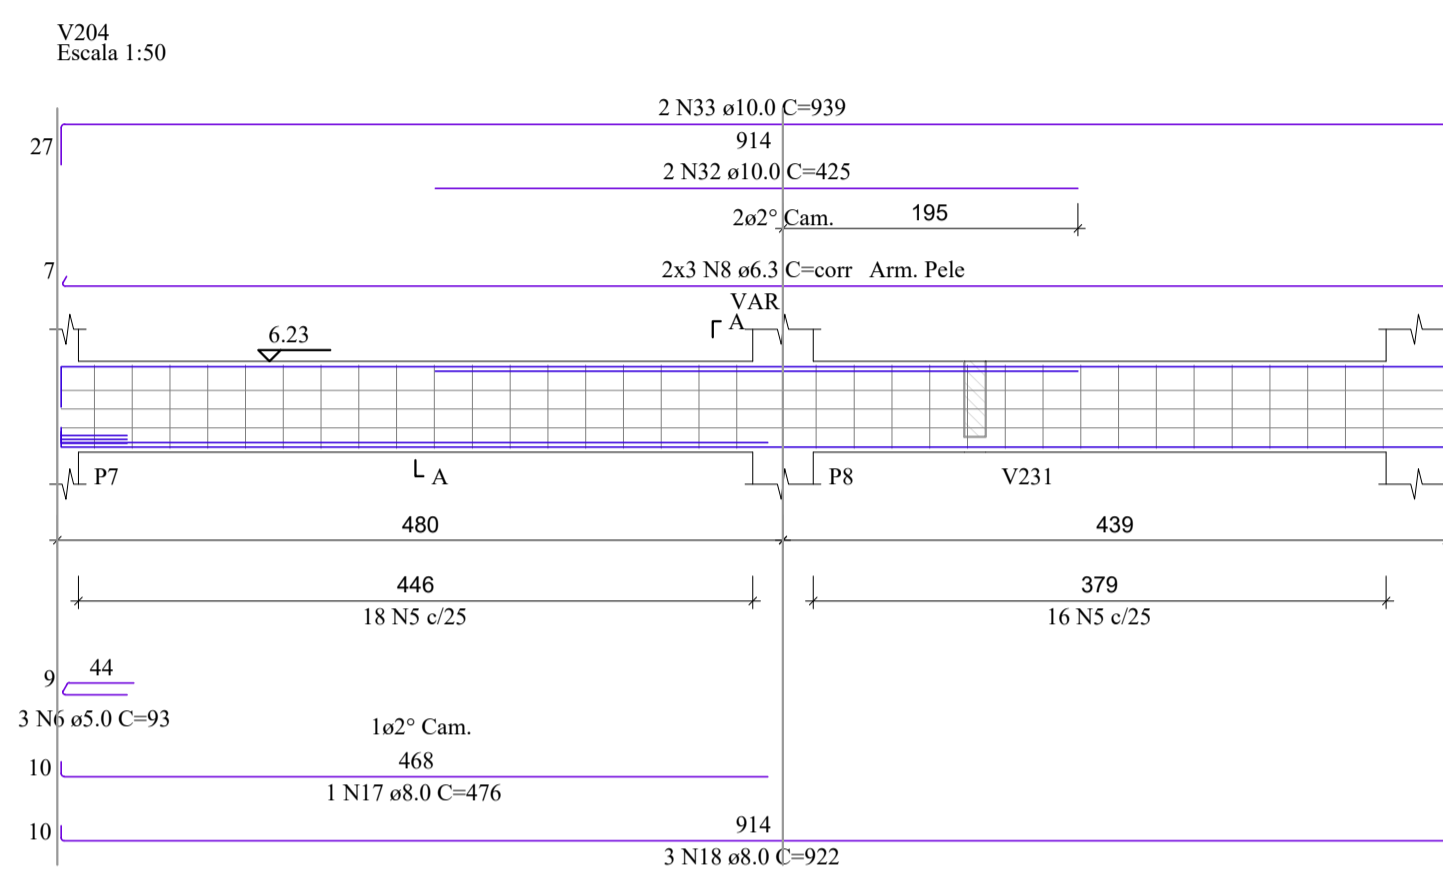 V204
Escala 1:50
2 N33 ø10.0 C=939
27
914
2 N32 ø10.0 C=425
2ø2° Cam.
195
7
2x3 N8 ø6.3 C=corr Arm. Pele
VAR
A
6.23
P7
A
P8
V231
480
439
446
379
18 N5 c/25
16 N5 c/25
44
9
3 N6 ø5.0 C=93
1ø2° Cam.
468
10
1 N17 ø8.0 C=476
914
10
3 N18 ø8.0 C=922